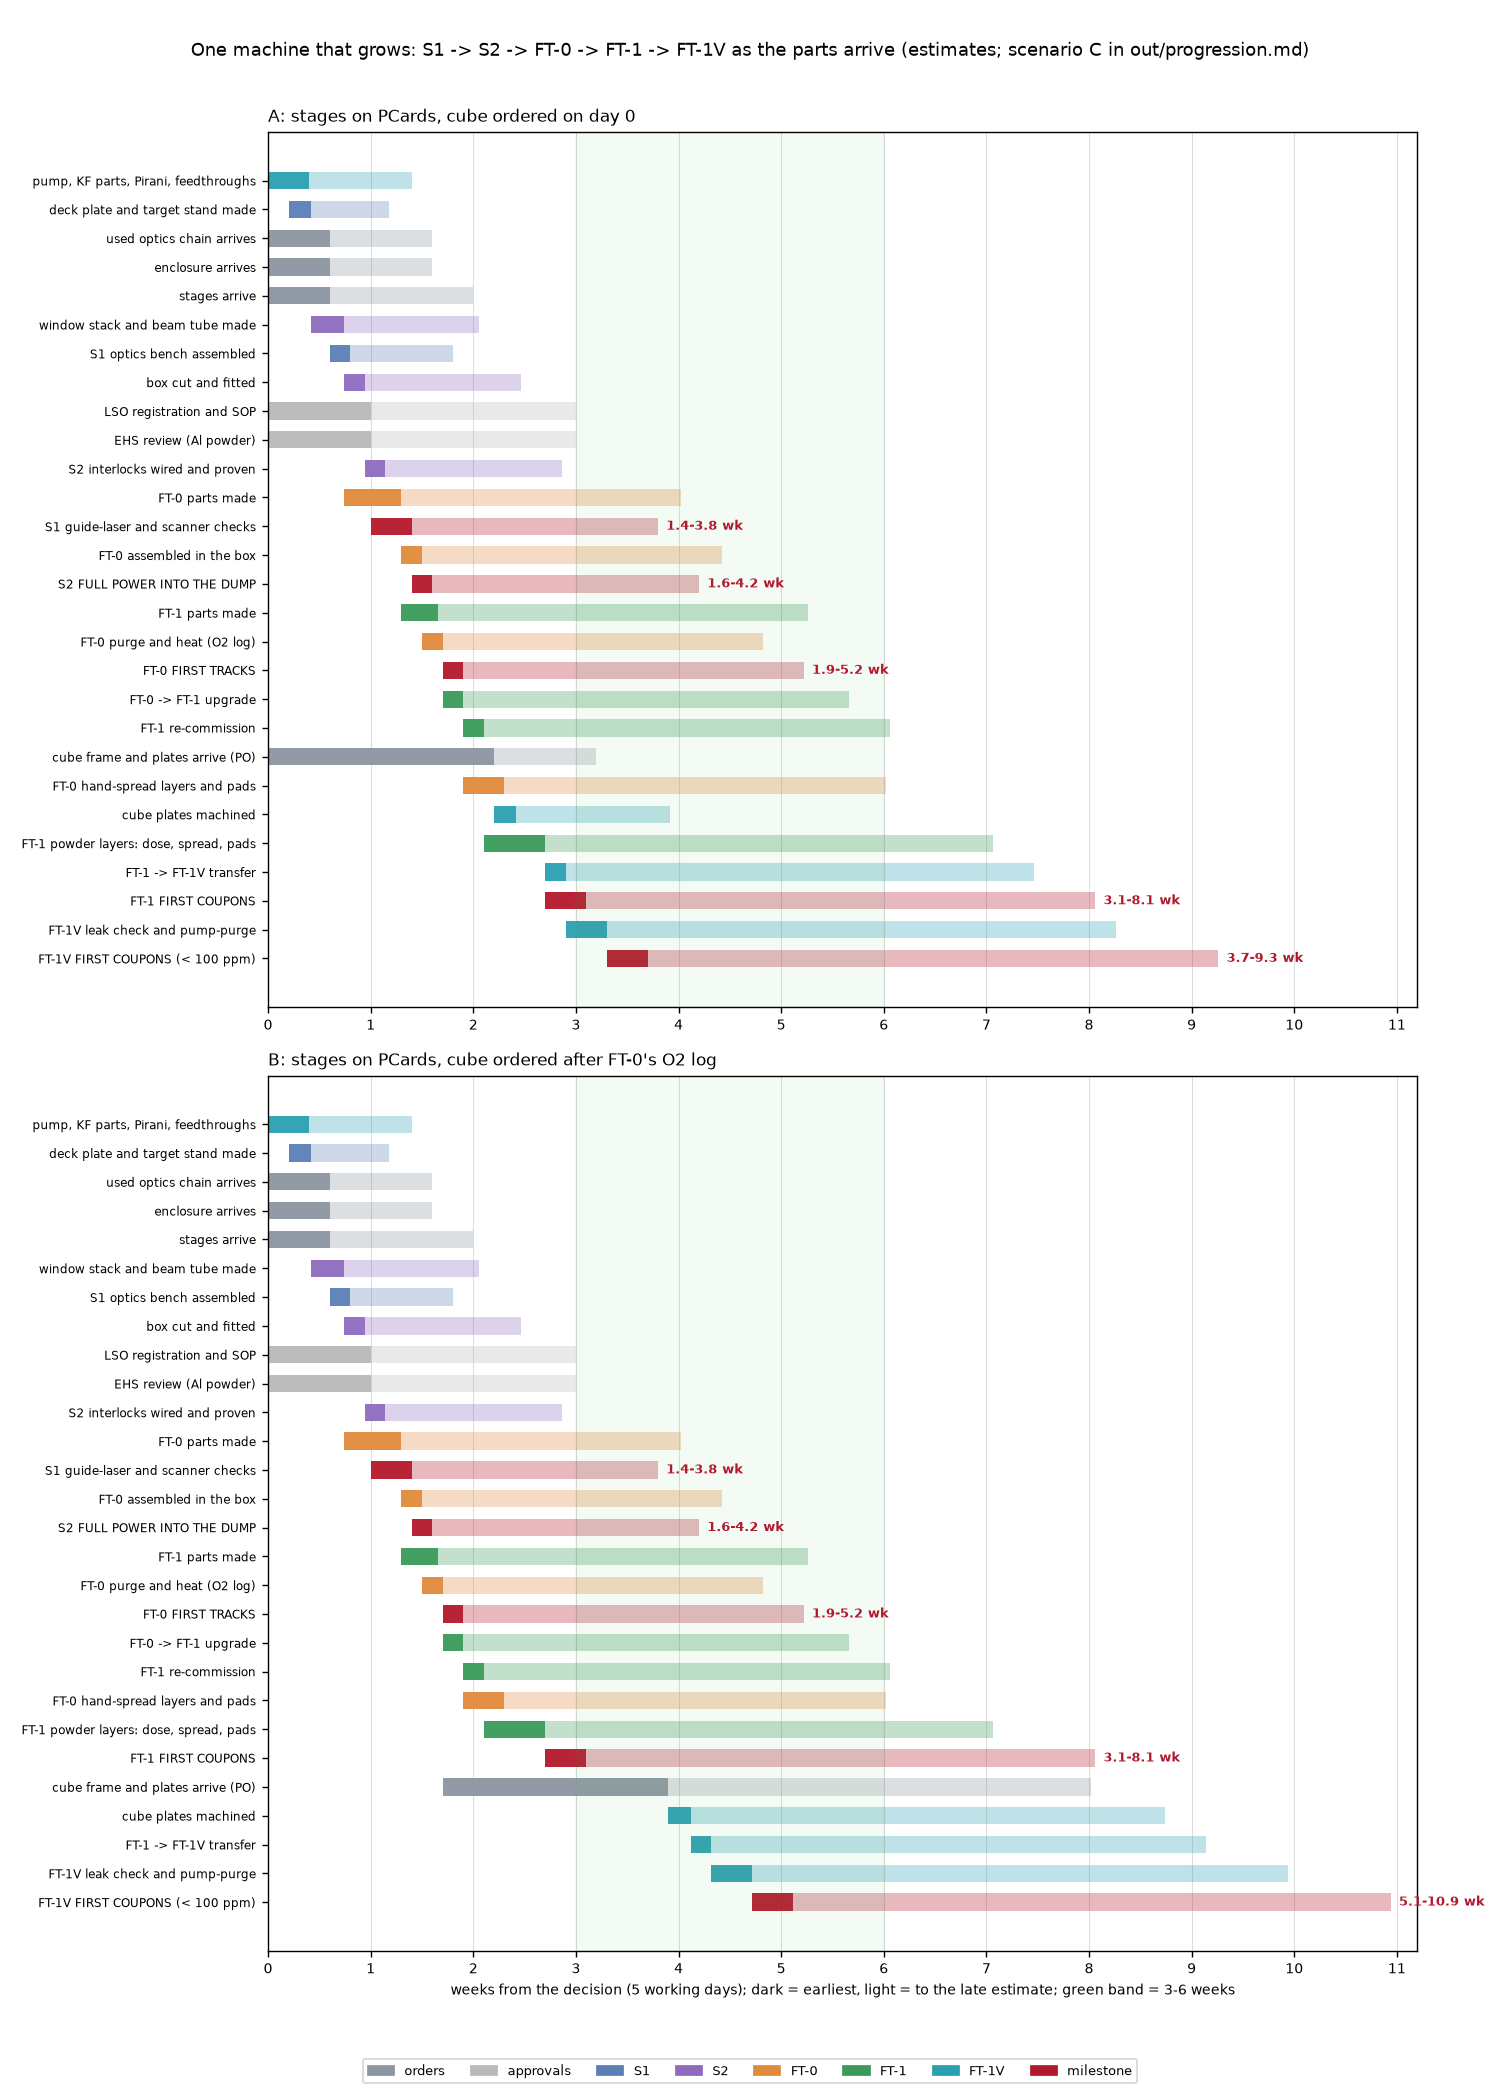 One machine that grows: S1 -> S2 -> FT-0 -> FT-1 -> FT-1V as the parts arrive (estimates; scenario C in out/progression.md)
A: stages on PCards, cube ordered on day 0
pump, KF parts, Pirani, feedthroughs
deck plate and target stand made
used optics chain arrives
enclosure arrives
stages arrive
window stack and beam tube made
S1 optics bench assembled
box cut and fitted
LSO registration and SOP
EHS review (Al powder)
S2 interlocks wired and proven
FT-0 parts made
S1 guide-laser and scanner checks 1.4-3.8 wk
FT-0 assembled in the box
S2 FULL POWER INTO THE DUMP 1.6-4.2 wk
FT-1 parts made
FT-0 purge and heat (O2 log)
FT-0 FIRST TRACKS 1.9-5.2 wk
FT-0 -> FT-1 upgrade
FT-1 re-commission
cube frame and plates arrive (PO)
FT-0 hand-spread layers and pads
cube plates machined
FT-1 powder layers: dose, spread, pads
FT-1 -> FT-1V transfer
FT-1 FIRST COUPONS 3.1-8.1 wk
FT-1V leak check and pump-purge
FT-1V FIRST COUPONS (< 100 ppm) 3.7-9.3 wk
0 1 2 3 4 5 6 7 8 9 10 11
B: stages on PCards, cube ordered after FT-0's O2 log
pump, KF parts, Pirani, feedthroughs
deck plate and target stand made
used optics chain arrives
enclosure arrives
stages arrive
window stack and beam tube made
S1 optics bench assembled
box cut and fitted
LSO registration and SOP
EHS review (Al powder)
S2 interlocks wired and proven
FT-0 parts made
S1 guide-laser and scanner checks 1.4-3.8 wk
FT-0 assembled in the box
S2 FULL POWER INTO THE DUMP 1.6-4.2 wk
FT-1 parts made
FT-0 purge and heat (O2 log)
FT-0 FIRST TRACKS 1.9-5.2 wk
FT-0 -> FT-1 upgrade
FT-1 re-commission
FT-0 hand-spread layers and pads
FT-1 powder layers: dose, spread, pads
FT-1 FIRST COUPONS 3.1-8.1 wk
cube frame and plates arrive (PO)
cube plates machined
FT-1 -> FT-1V transfer
FT-1V leak check and pump-purge
FT-1V FIRST COUPONS (< 100 ppm) 5.1-10.9 wk
0 1 2 3 4 5 6 7 8 9 10 11
weeks from the decision (5 working days); dark = earliest, light = to the late estimate; green band = 3-6 weeks
orders approvals S1 S2 FT-0 FT-1 FT-1V milestone